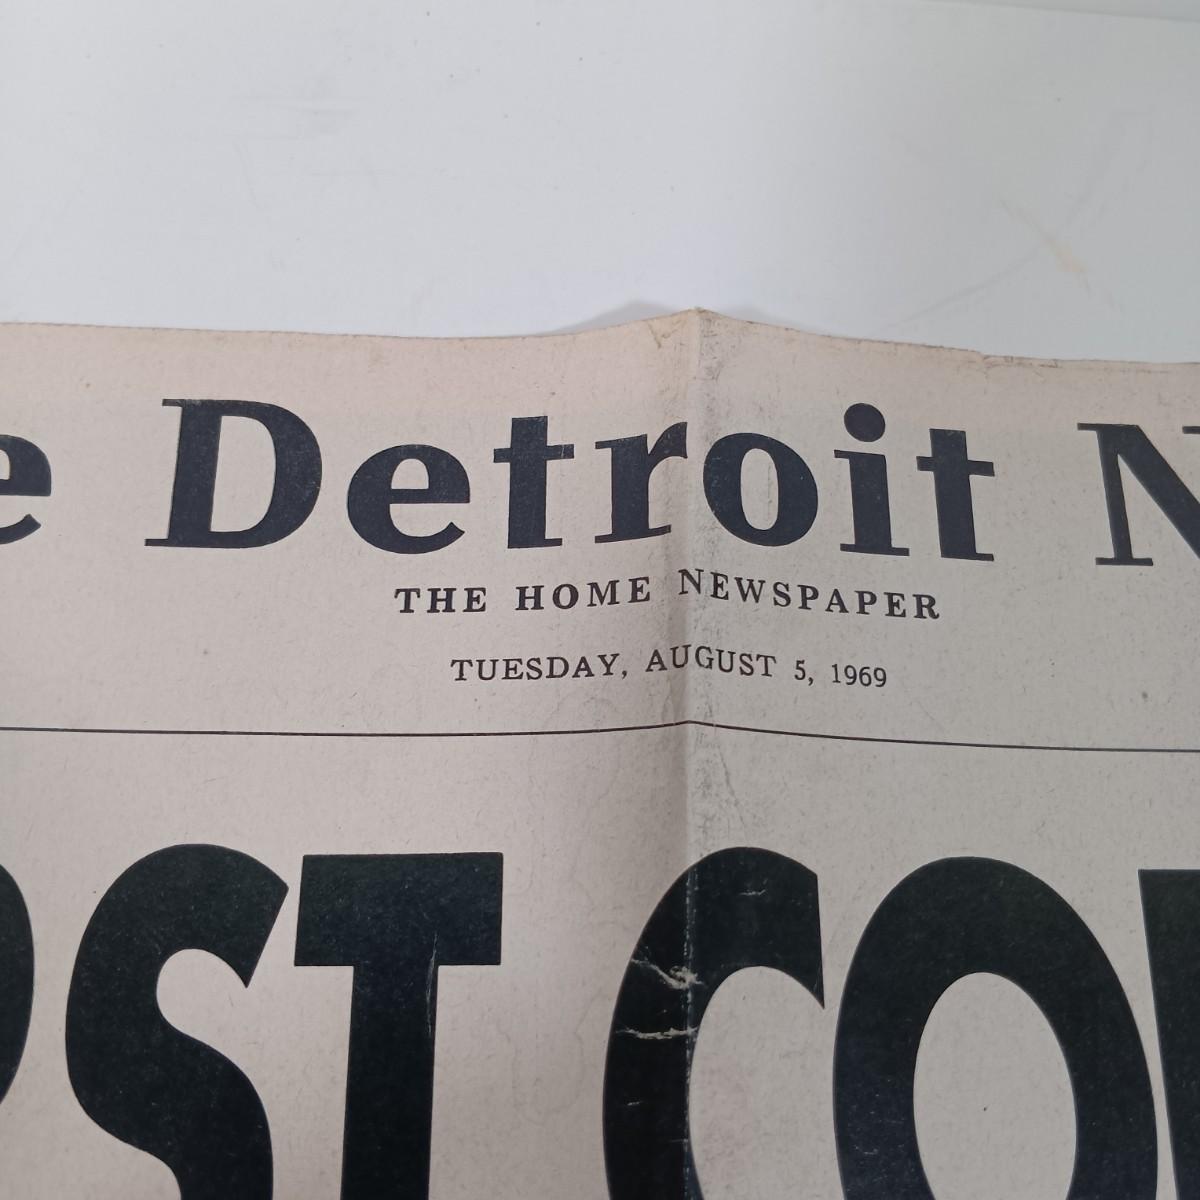 e Detroit N
THE HOME NEWSPAPER
TUESDAY, AUGUST 5, 1969
RST CO